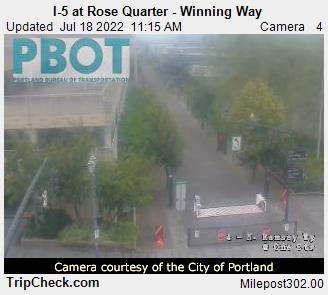 I-5 at Rose Quarter - Winning Way
Updated Jul 18 2022 11:15 AM Camera 4
PBOT
PORTLAND BUREAU OF TRANSPORTATION
Camera courtesy of the City of Portland
TripCheck.com Milepost302.00